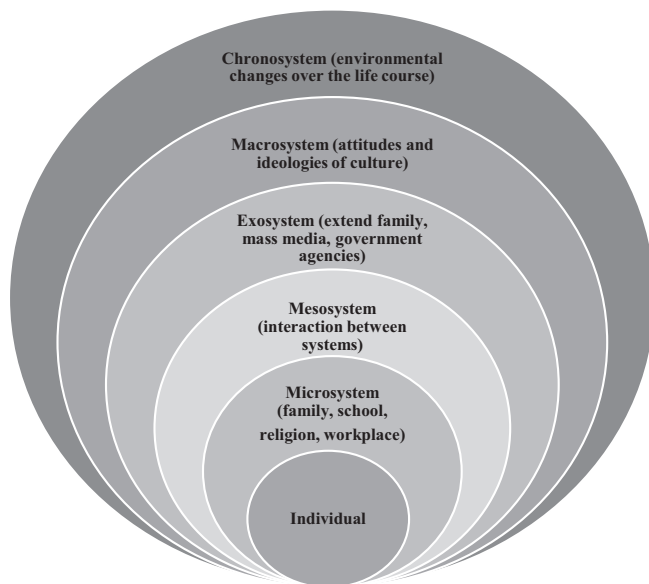 Chronosystem (environmental
changes over the life course)
Macrosystem (attitudes and
ideologies of culture)
Exosystem (extend family,
mass media, government
agencies)
Mesosystem
(interaction between
systems)
Microsystem
(family, school,
religion, workplace)
Individual